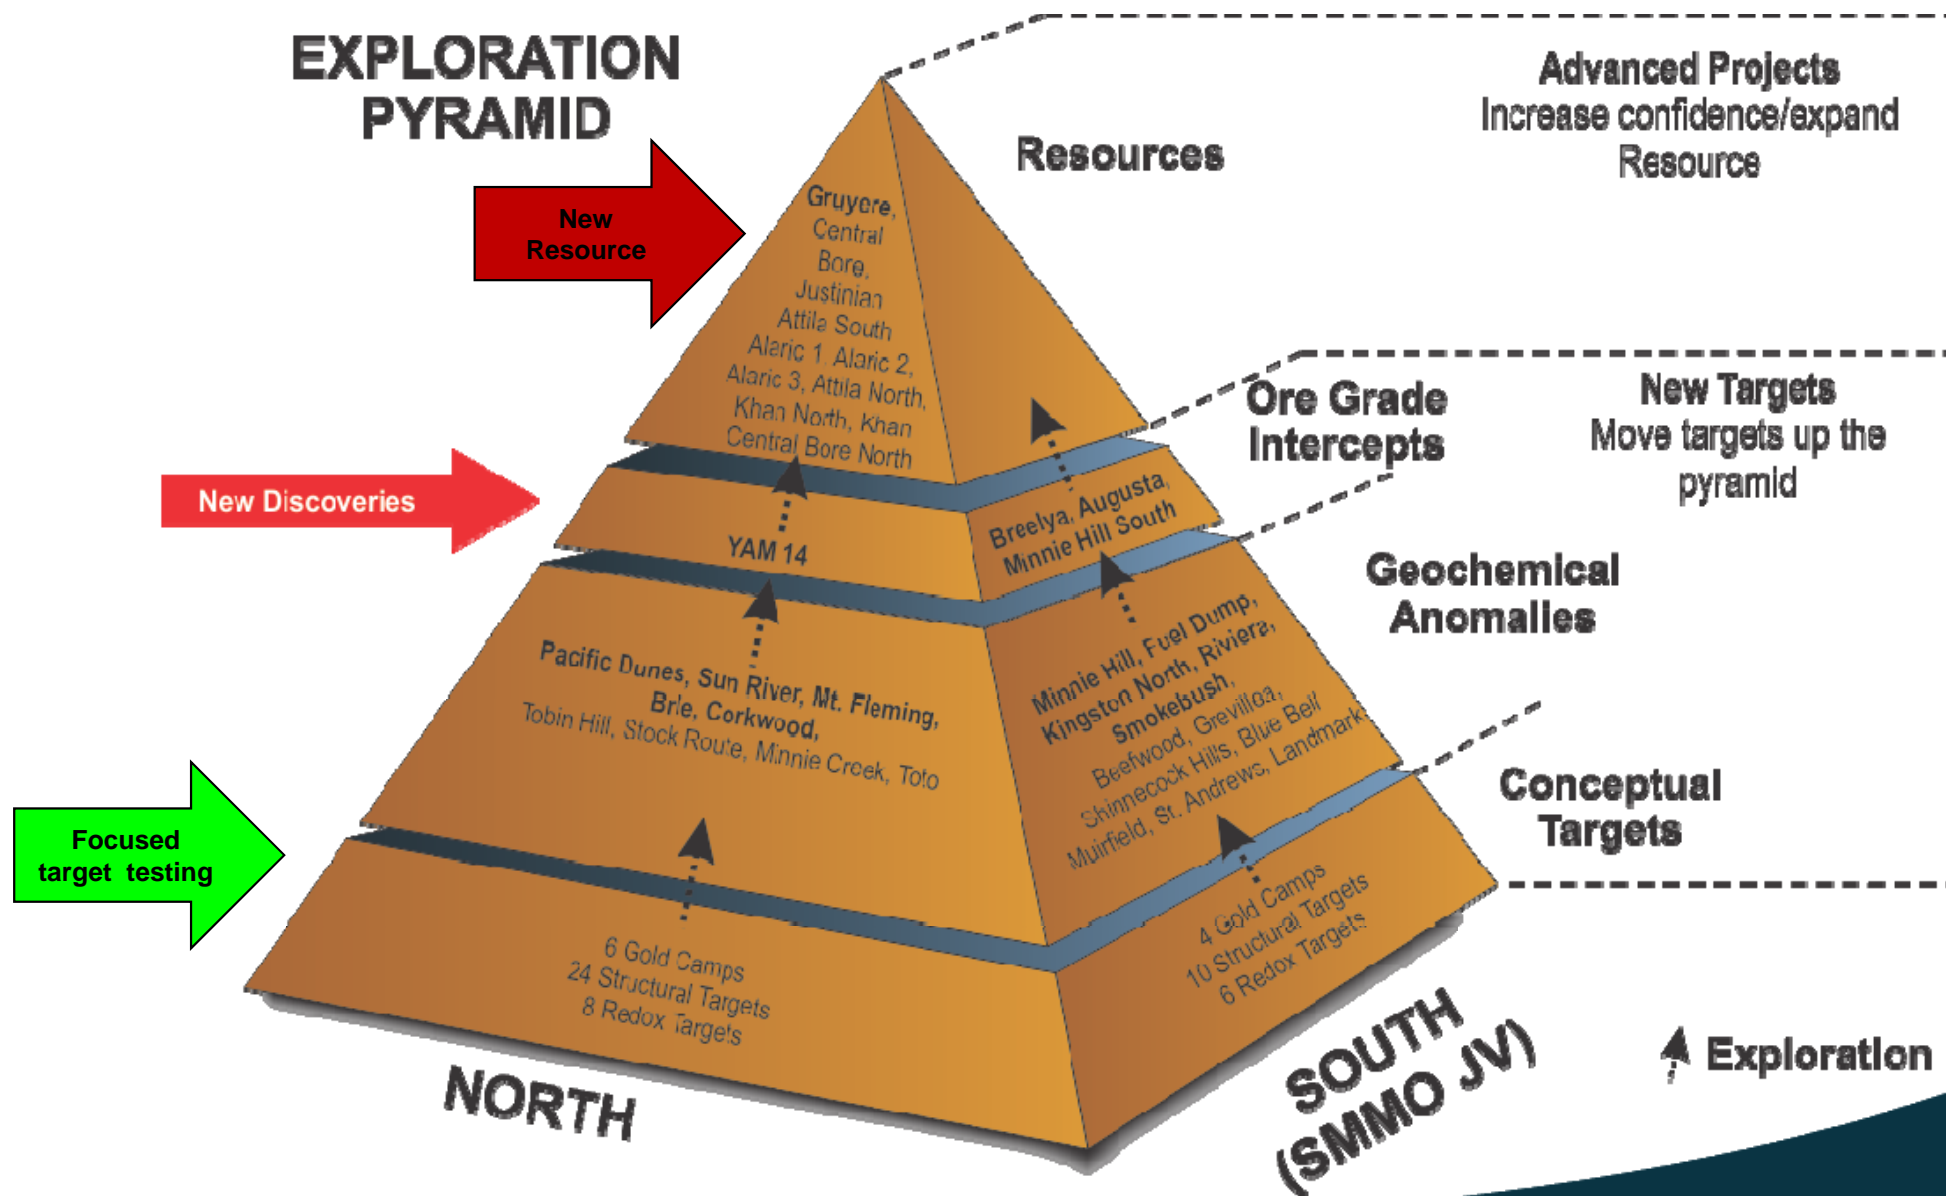 EXPLORATION
PYRAMID
Advanced Projects
Increase confidence/expand
Resource
Resources
New
Resource
Gruyere,
Central
Bore,
Justinian
Attila South
Alaric 1, Alaric 2,
Alaric 3, Attila North,
Khan North, Khan
Central Bore North
Ore Grade
Intercepts
New Targets
Move targets up the
pyramid
New Discoveries
YAM 14
Breelya, Augusta,
Minnie Hill South
Geochemical
Anomalies
Pacific Dunes, Sun River, Mt. Fleming,
Brie, Corkwood,
Tobin Hill, Stock Route, Minnie Creek, Toto
Minnie Hill, Fuel Dump,
Kingston North, Riviera,
Smokebush,
Beefwood, Grevillea,
Shinnecock Hills, Blue Bell
Muirfield, St. Andrews, Landmark
Conceptual
Targets
Focused
target testing
6 Gold Camps
24 Structural Targets
8 Redox Targets
4 Gold Camps
10 Structural Targets
6 Redox Targets
NORTH
SOUTH
(SMMO JV)
Exploration